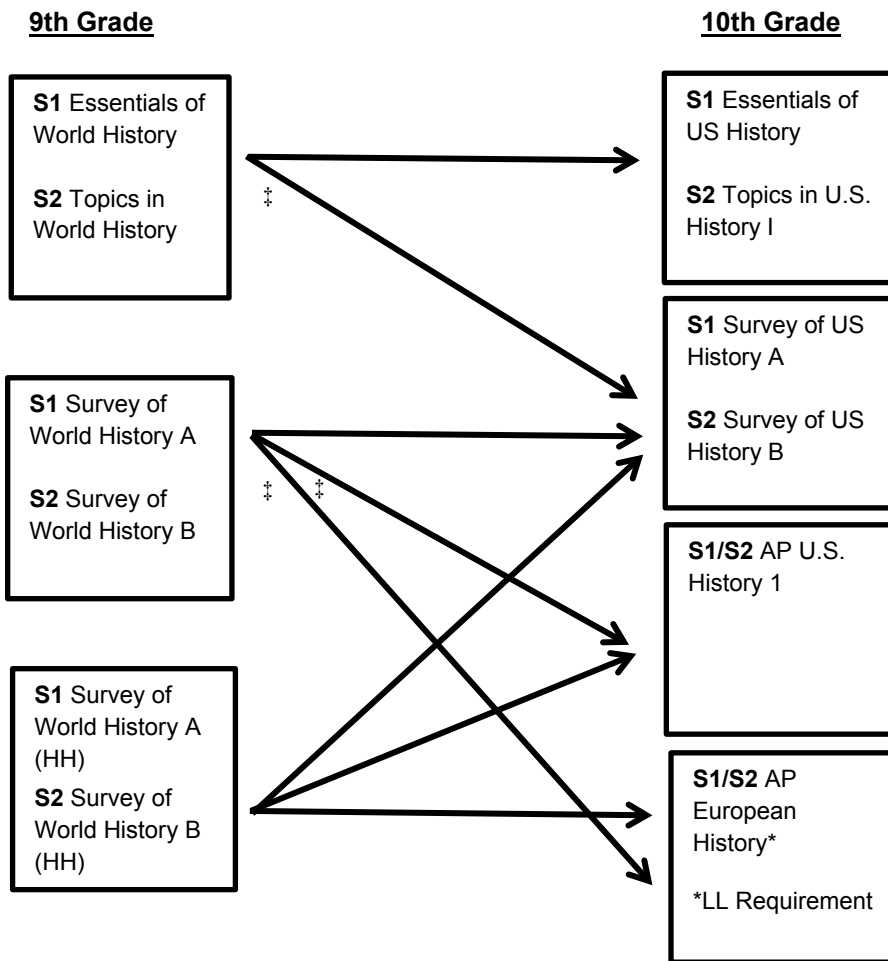 9th Grade
S1 Essentials of
World History
S2 Topics in
World History
‡
S1 Survey of
World History A
S2 Survey of
World History B
‡ ‡
S1 Survey of
World History A
(HH)
S2 Survey of
World History B
(HH)
10th Grade
S1 Essentials of
US History
S2 Topics in U.S.
History I
S1 Survey of US
History A
S2 Survey of US
History B
S1/S2 AP U.S.
History 1
S1/S2 AP
European
History*
*LL Requirement